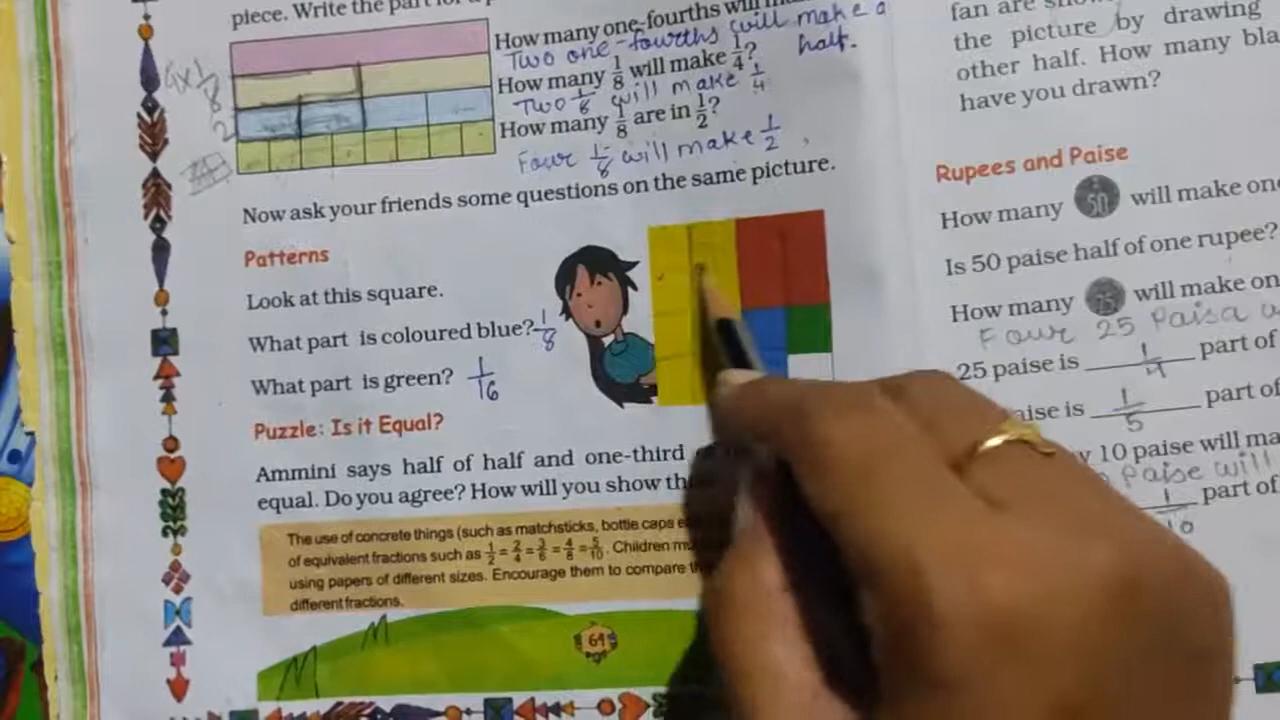 piece. Write the part for a
How many one-fourths will
Two one-fourths will make a half.
How many 1/8 will make 1/4?
Two 1/8 will make 1/4
How many 1/8 are in 1/2?
Four 1/8 will make 1/2,
4x1/8
2
Now ask your friends some questions on the same picture.
Patterns
Look at this square.
What part is coloured blue? 1/8
What part is green? 1/16
Puzzle: Is it Equal?
Ammini says half of half and one-third
equal. Do you agree? How will you show
The use of concrete things (such as matchsticks, bottle caps
of equivalent fractions such as 1/2 = 2/4 = 3/6 = 4/8 = 5/10. Children
using papers of different sizes. Encourage them to compare
different fractions.
64
fan are
the picture by drawing
other half. How many
have you drawn?
Rupees and Paise
How many 50 will make
Is 50 paise half of one rupee?
How many 25 will make
Four 25 Paisa
25 paise is 1/4 part of
is 1/5 part of
10 paise will
Paise will
1/10 part of